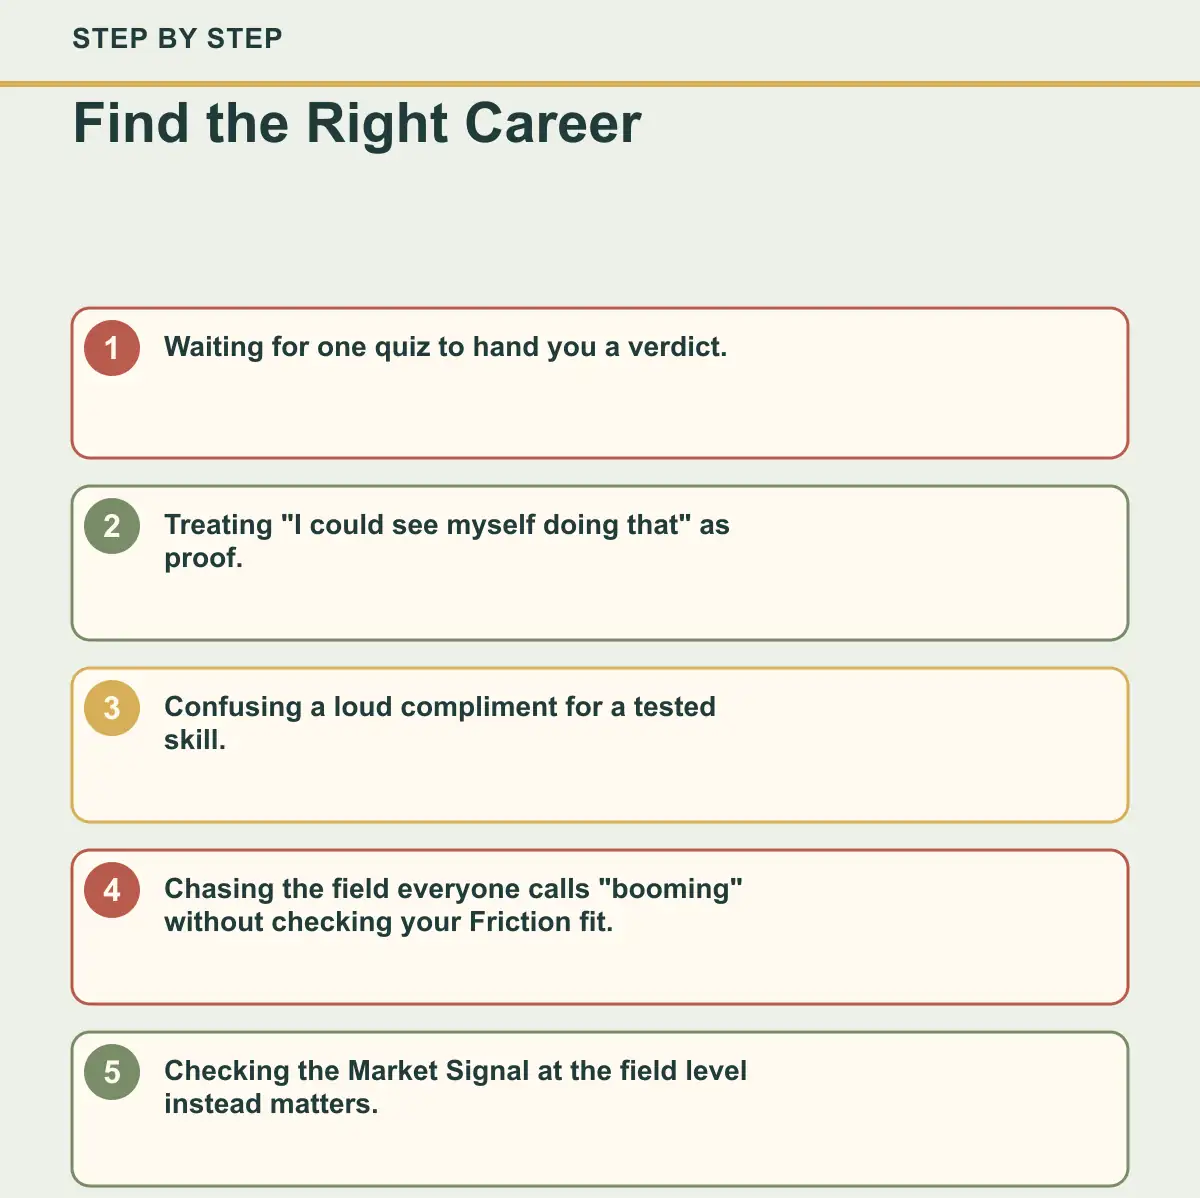 STEP BY STEP
Find the Right Career
1 Waiting for one quiz to hand you a verdict.
2 Treating "I could see myself doing that" as
proof.
3 Confusing a loud compliment for a tested
skill.
4 Chasing the field everyone calls "booming"
without checking your Friction fit.
5 Checking the Market Signal at the field level
instead matters.